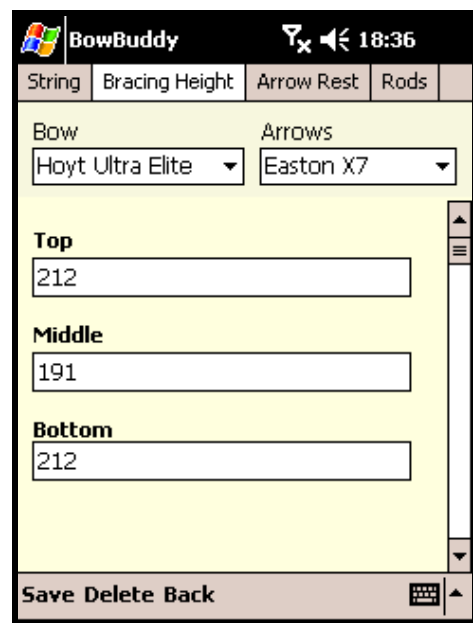 BowBuddy 18:36
String Bracing Height Arrow Rest Rods
Bow Arrows
Hoyt Ultra Elite Easton X7
Top
212
Middle
191
Bottom
212
Save Delete Back